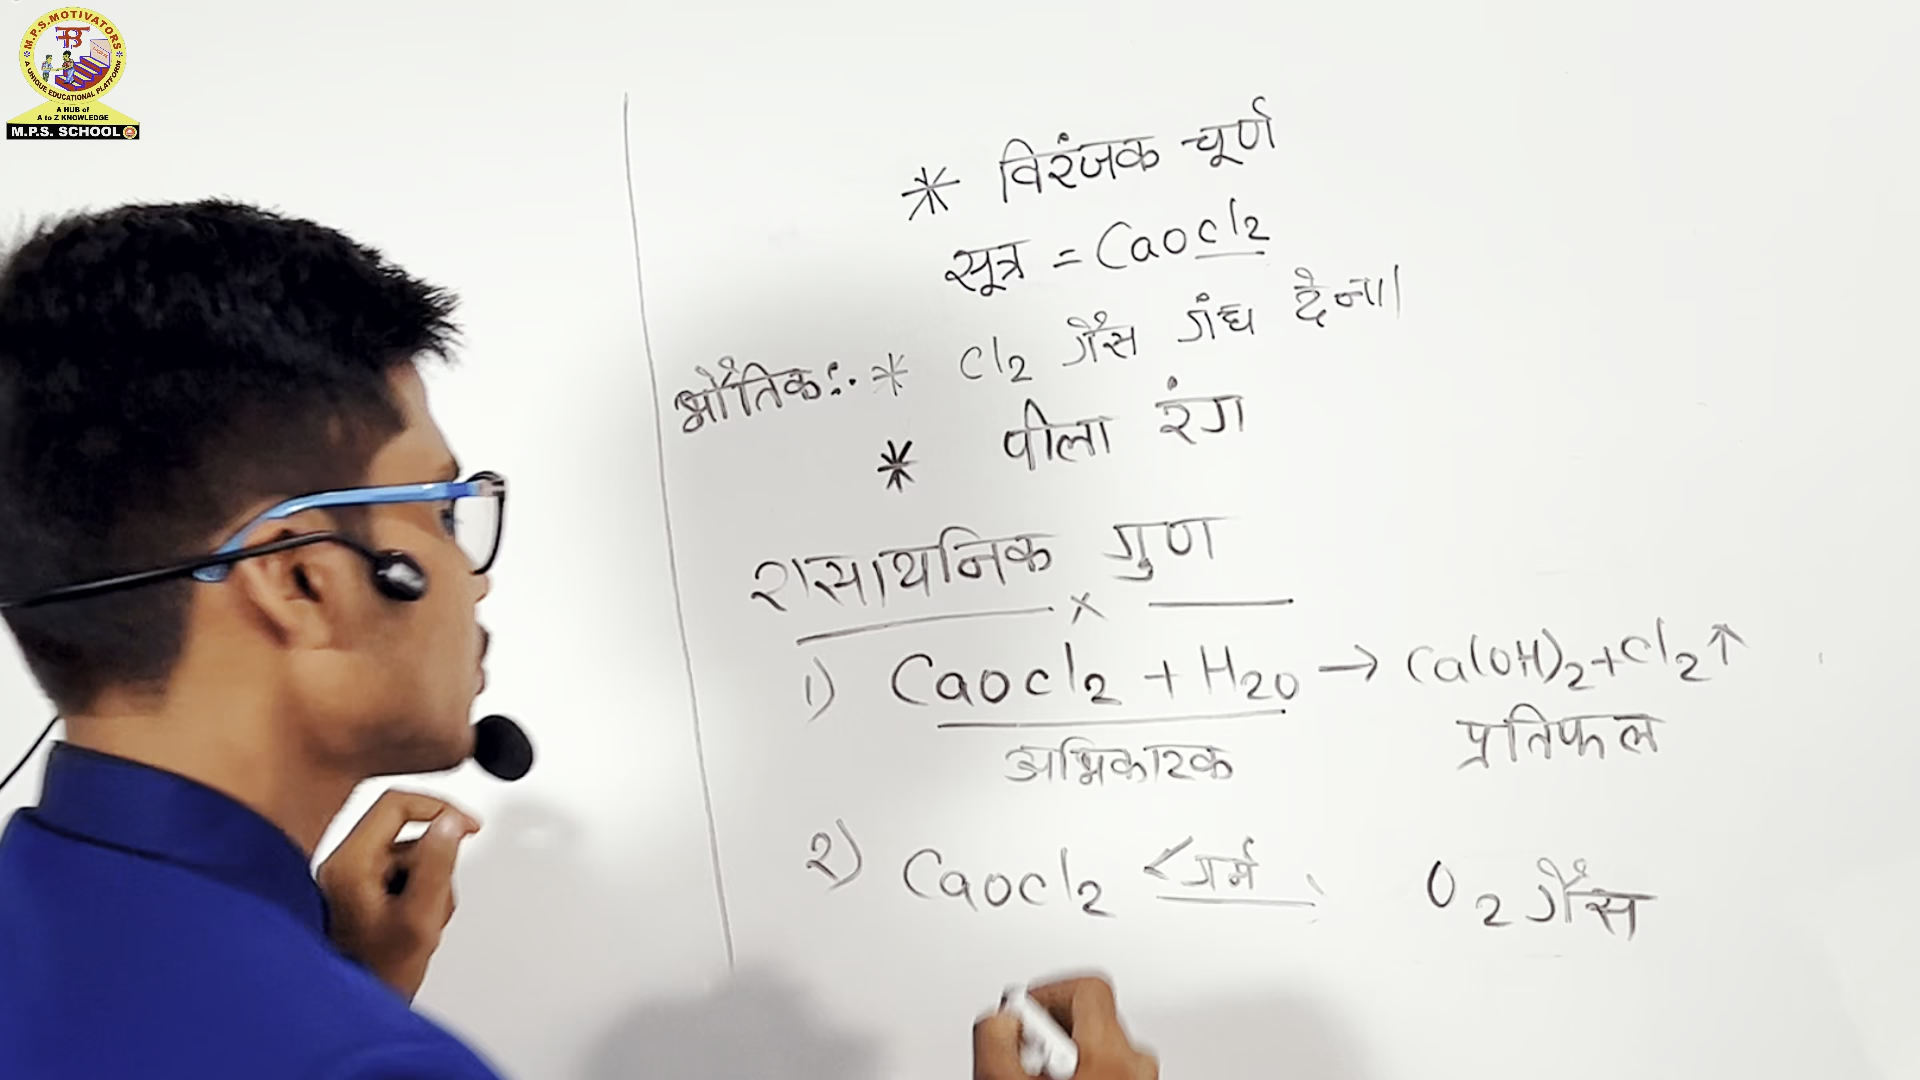 M.P.S.MOTIVATORS
A UNIQUE EDUCATIONAL PLATFORM
A HUB of
A to Z KNOWLEDGE
M.P.S. SCHOOL
* विरंजक चूर्ण
सूत्र = CaOCl2
भौतिक:- * Cl2 गैस गंध देना।
* पीला रंग
रासायनिक गुण
1) CaOCl2 + H2O → Ca(OH)2 + Cl2 ↑
अभिकारक प्रतिफल
2) CaOCl2 गर्म O2 गैस